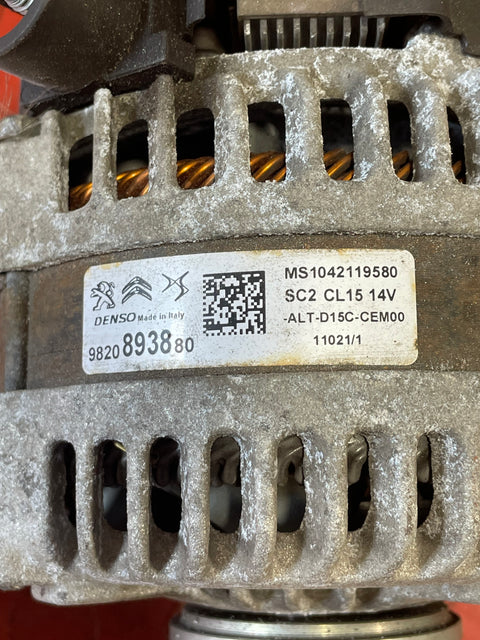 MS1042119580
SC2 CL15 14V
-ALT-D15C-CEM00
11021/1
DENSO Made in Italy
9820893880